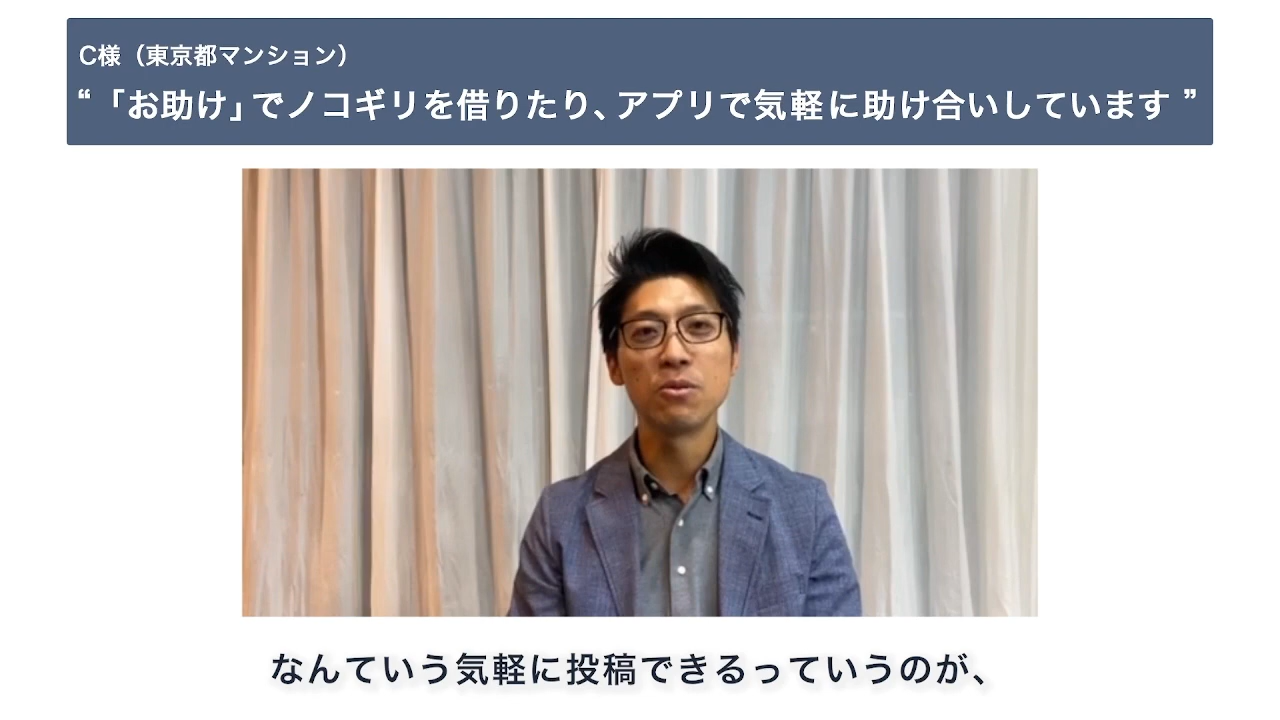 C様（東京都マンション）
“「お助け」でノコギリを借りたり、アプリで気軽に助け合いしています ”
なんていう気軽に投稿できるっていうのが、